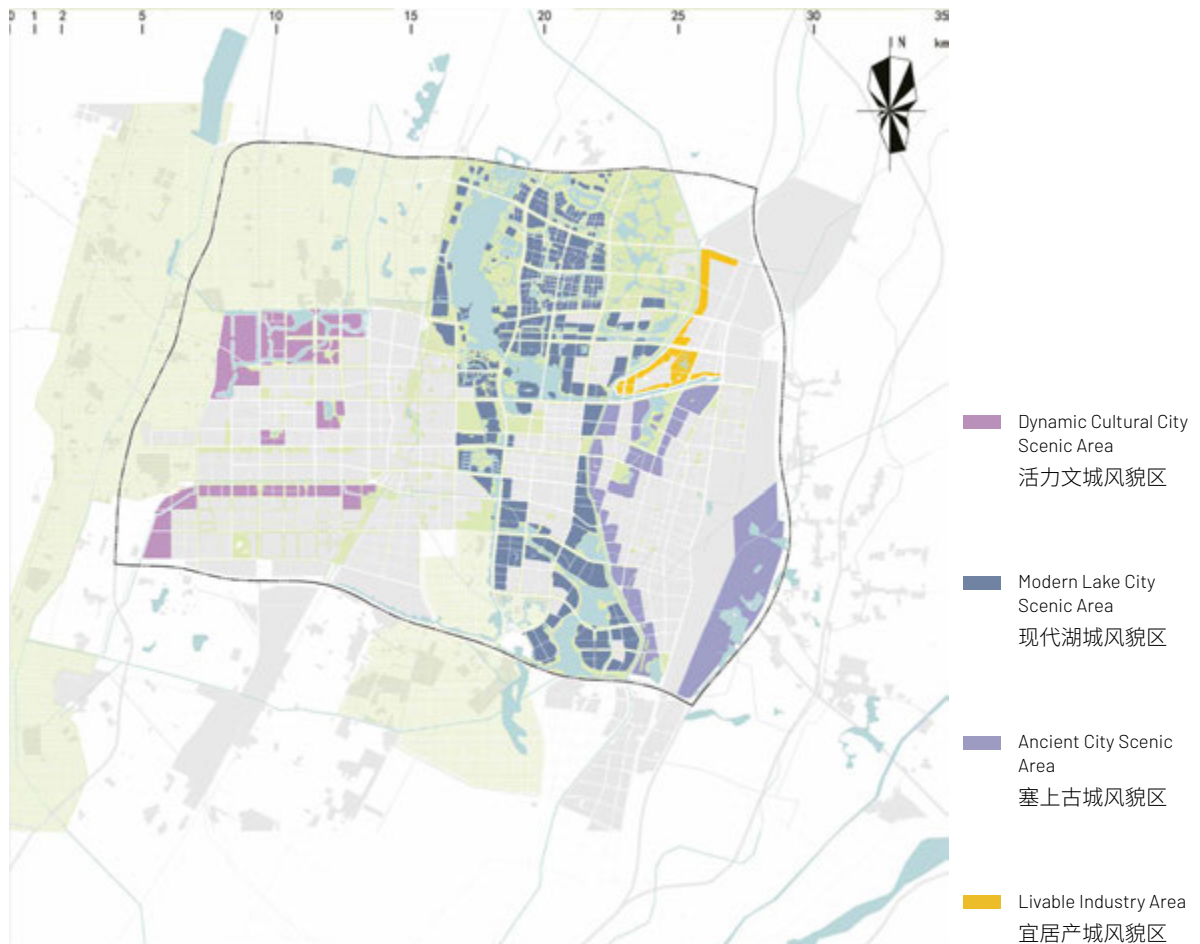 0 1 2 5 10 15 20 25 30 35
km
N
Dynamic Cultural City
Scenic Area
活力文城风貌区
Modern Lake City
Scenic Area
现代湖城风貌区
Ancient City Scenic
Area
塞上古城风貌区
Livable Industry Area
宜居产城风貌区